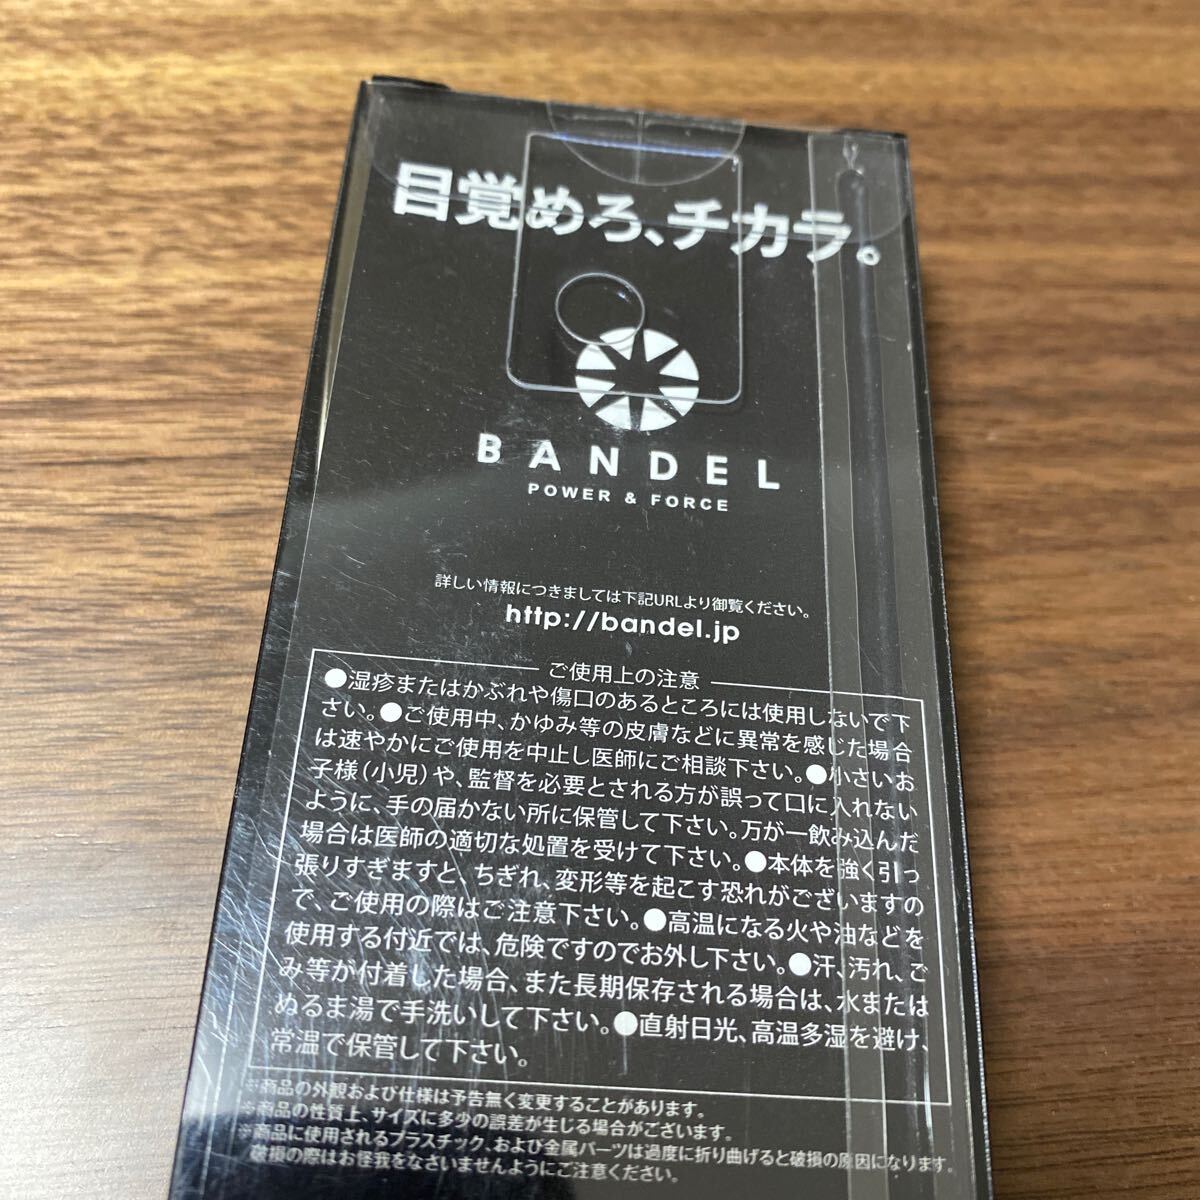 目覚めろ、チカラ。
BANDEL
POWER & FORCE
詳しい情報につきましては下記URLより御覧ください。
http://bandel.jp
ご使用上の注意
●湿疹またはかぶれや傷口のあるところには使用しないで下
さい。●ご使用中、かゆみ等の皮膚などに異常を感じた場合
は速やかにご使用を中止し医師にご相談下さい。●小さいお
子様(小児)や、監督を必要とされる方が誤って口に入れない
ように、手の届かない所に保管して下さい。万が一飲み込んだ
場合は医師の適切な処置を受けて下さい。●本体を強く引っ
張りすぎますと、ちぎれ、変形等を起こす恐れがございますの
で、ご使用の際はご注意下さい。●高温になる火や油などを
使用する付近では、危険ですのでお外し下さい。●汗、汚れ、ご
み等が付着した場合、また長期保存される場合は、水または
ぬるま湯で手洗いして下さい。●直射日光、高温多湿を避け、
常温で保管して下さい。
※商品の外観および仕様は予告無く変更することがあります。
※商品の性質上、サイズに多少の誤差が生じる場合がございます。
※商品に使用されるプラスチック、および金属パーツは過度に折り曲げると破損の原因になります。
破損の際はお怪我をなさいませんようにご注意ください。